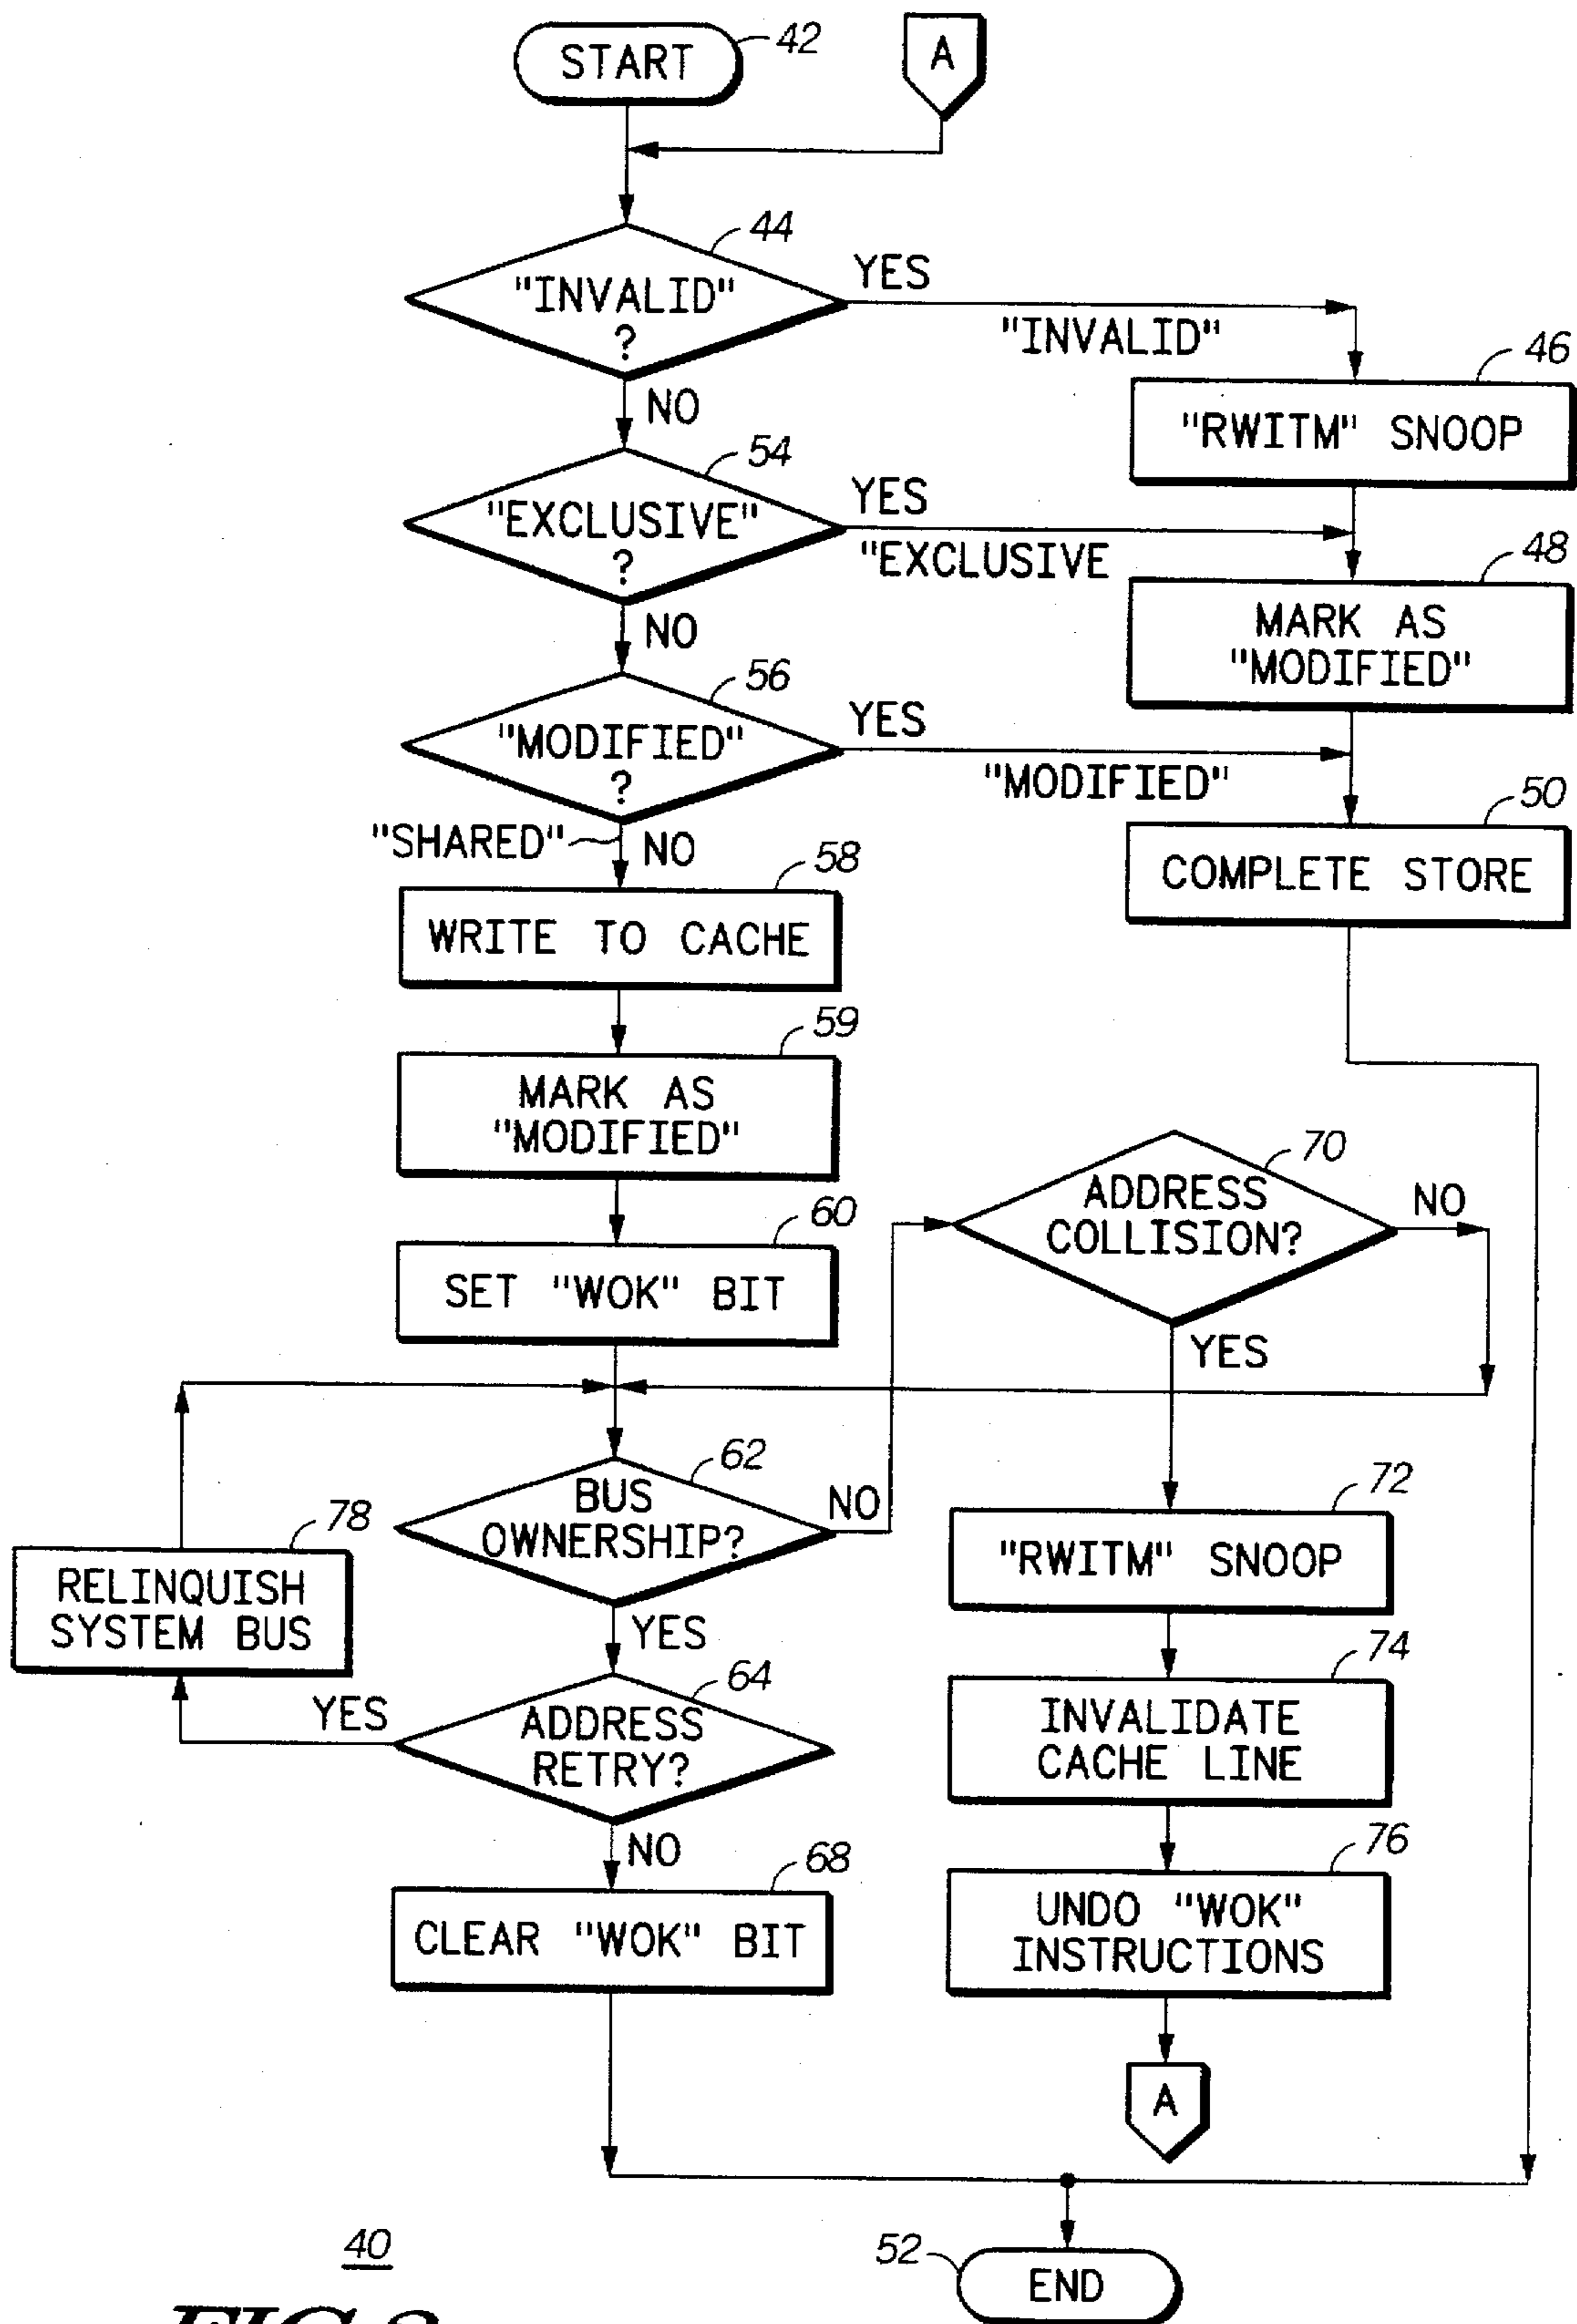 START
42
A
44
"INVALID"
?
YES
"INVALID"
NO
46
"RWITM" SNOOP
54
"EXCLUSIVE"
?
YES
"EXCLUSIVE
NO
48
MARK AS
"MODIFIED"
56
"MODIFIED"
?
YES
"MODIFIED"
"SHARED"
NO
50
COMPLETE STORE
58
WRITE TO CACHE
59
MARK AS
"MODIFIED"
60
SET "WOK" BIT
70
ADDRESS
COLLISION?
NO
YES
62
BUS
OWNERSHIP?
NO
YES
78
RELINQUISH
SYSTEM BUS
YES
64
ADDRESS
RETRY?
NO
68
CLEAR "WOK" BIT
72
"RWITM" SNOOP
74
INVALIDATE
CACHE LINE
76
UNDO "WOK"
INSTRUCTIONS
A
52
END
40